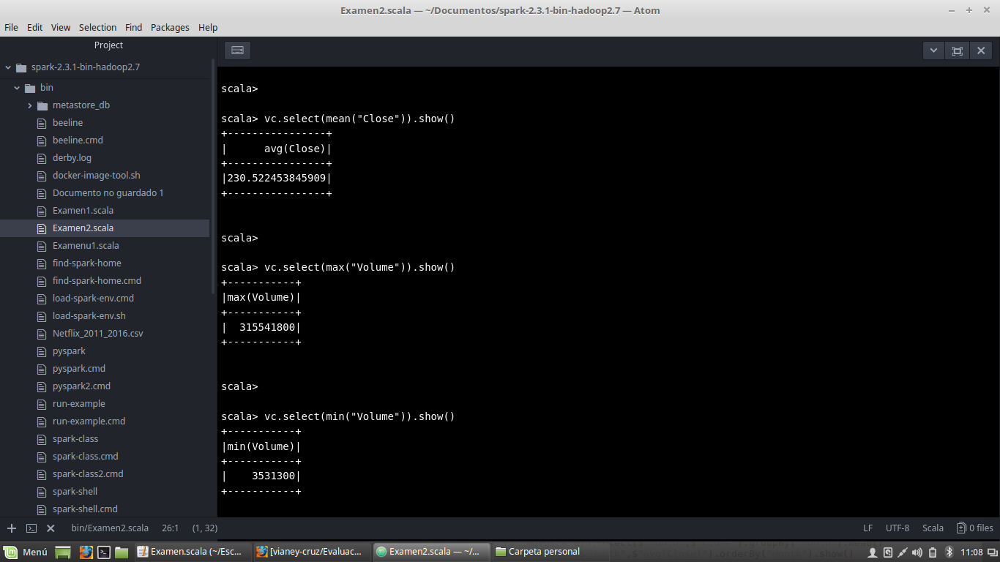 Examen2.scala — ~/Documentos/spark-2.3.1-bin-hadoop2.7 — Atom
File Edit View Selection Find Packages Help
Project
spark-2.3.1-bin-hadoop2.7
bin
metastore_db
beeline
beeline.cmd
derby.log
docker-image-tool.sh
Documento no guardado 1
Examen1.scala
Examen2.scala
Examenu1.scala
find-spark-home
find-spark-home.cmd
load-spark-env.cmd
load-spark-env.sh
Netflix_2011_2016.csv
pyspark
pyspark.cmd
pyspark2.cmd
run-example
run-example.cmd
spark-class
spark-class.cmd
spark-class2.cmd
spark-shell
spark-shell.cmd
scala>
scala> vc.select(mean("Close")).show()
+----------------+
|      avg(Close)|
+----------------+
|230.522453845909|
+----------------+
scala>
scala> vc.select(max("Volume")).show()
+-----------+
|max(Volume)|
+-----------+
|  315541800|
+-----------+
scala>
scala> vc.select(min("Volume")).show()
+-----------+
|min(Volume)|
+-----------+
|    3531300|
+-----------+
bin/Examen2.scala 26:1 (1, 32) LF UTF-8 Scala 0 files
Menú Examen.scala (~/Esc... [vianey-cruz/Evaluac... Examen2.scala — ~/... Carpeta personal 11:08